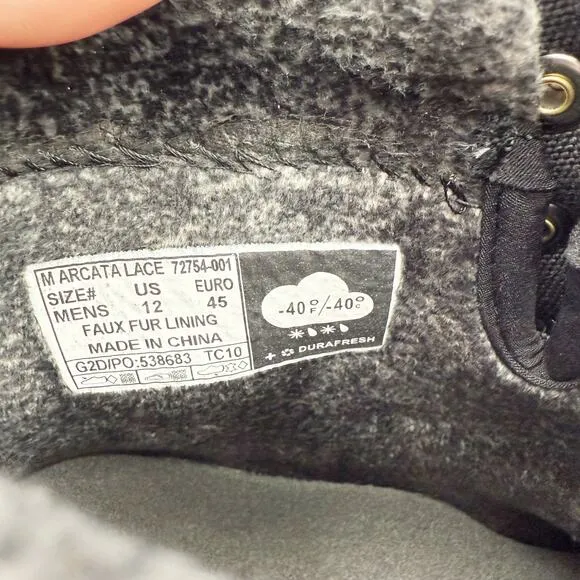 M ARCATA LACE 72754-001
SIZE# US EURO
MENS 12 45
FAUX FUR LINING
MADE IN CHINA
G2D/PO:538683 TC10
-40°F/-40°C
+ DURAFRESH